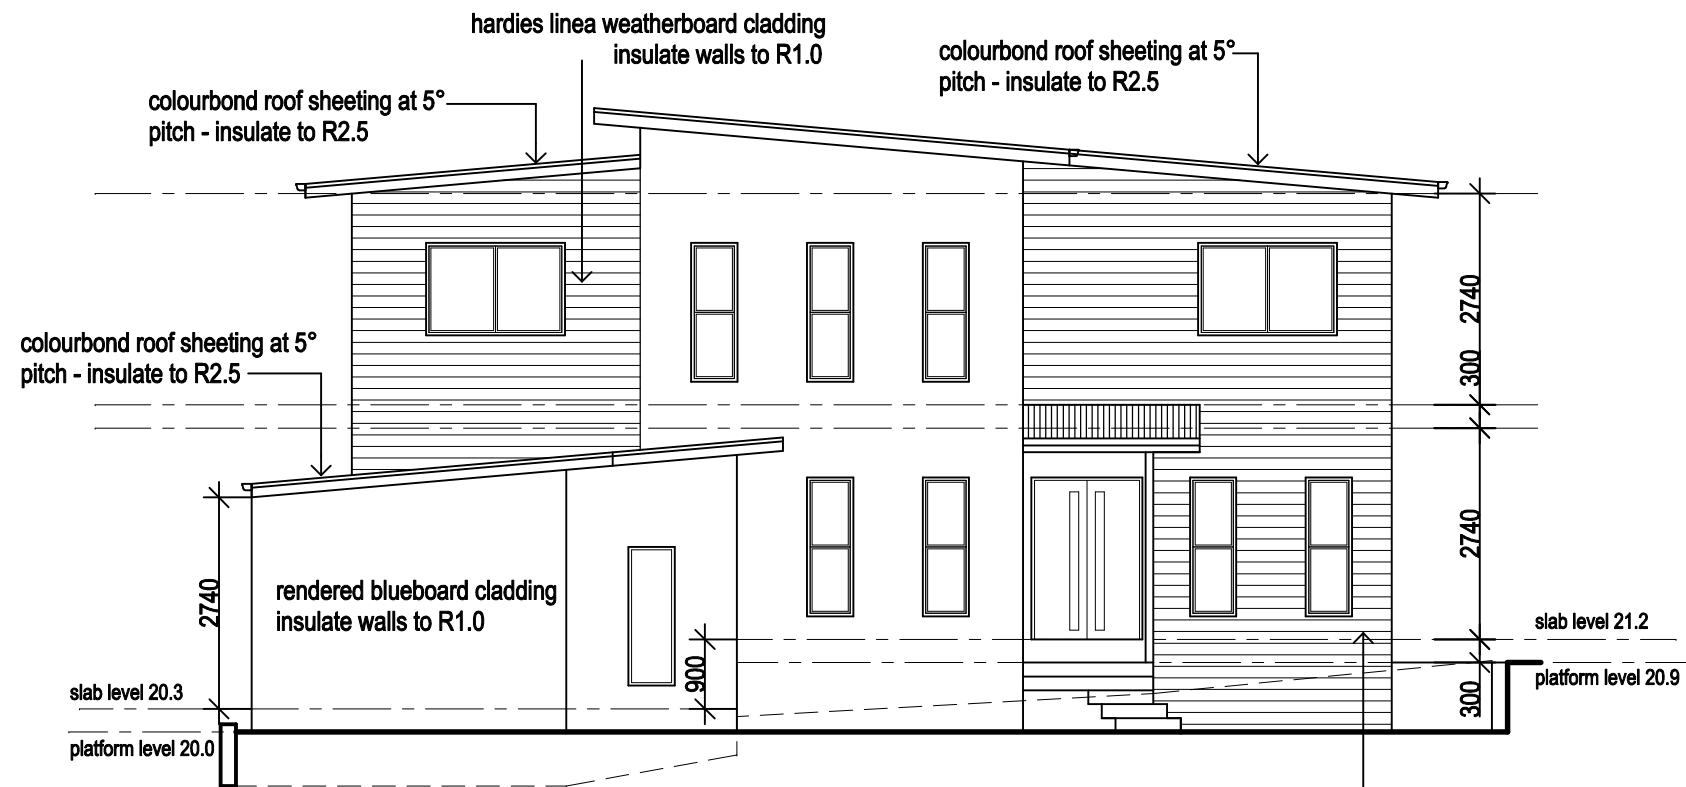 hardies linea weatherboard cladding
insulate walls to R1.0
colourbond roof sheeting at 5°
pitch - insulate to R2.5
colourbond roof sheeting at 5°
pitch - insulate to R2.5
colourbond roof sheeting at 5°
pitch - insulate to R2.5
2740
300
2740
300
2740
rendered blueboard cladding
insulate walls to R1.0
900
slab level 21.2
platform level 20.9
slab level 20.3
platform level 20.0